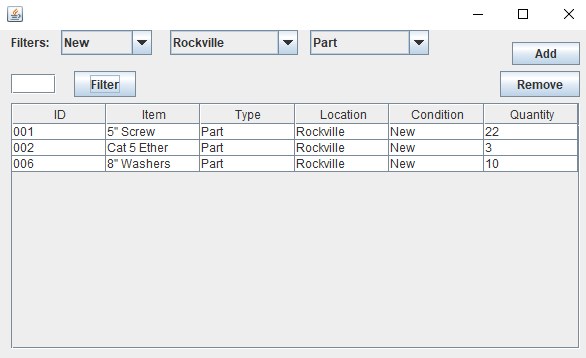 Filters: New Rockville Part
Add
Filter Remove
ID Item Type Location Condition Quantity
001 5" Screw Part Rockville New 22
002 Cat 5 Ether Part Rockville New 3
006 8" Washers Part Rockville New 10